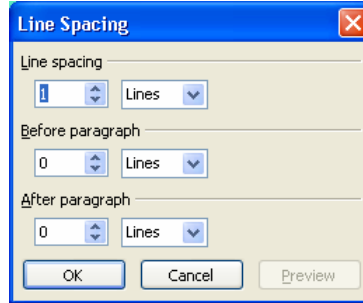 Line Spacing
Line spacing
1 Lines
Before paragraph
0 Lines
After paragraph
0 Lines
OK Cancel Preview